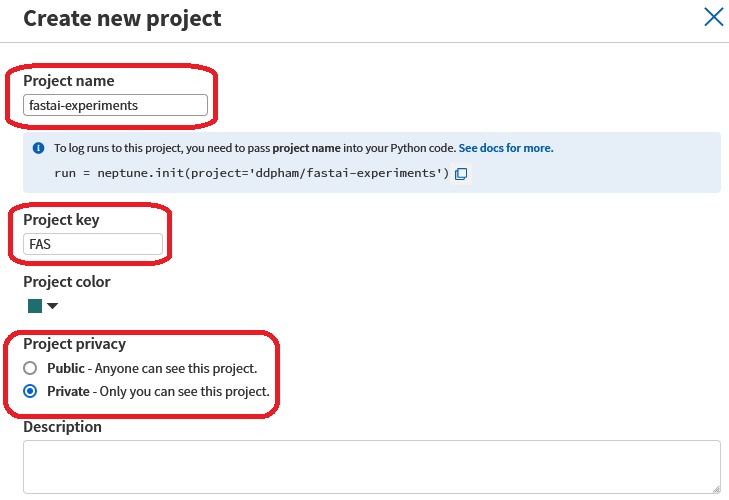 Create new project
Project name
fastai-experiments
To log runs to this project, you need to pass project name into your Python code. See docs for more.
run = neptune.init(project='ddpham/fastai-experiments')
Project key
FAS
Project color
Project privacy
Public - Anyone can see this project.
Private - Only you can see this project.
Description